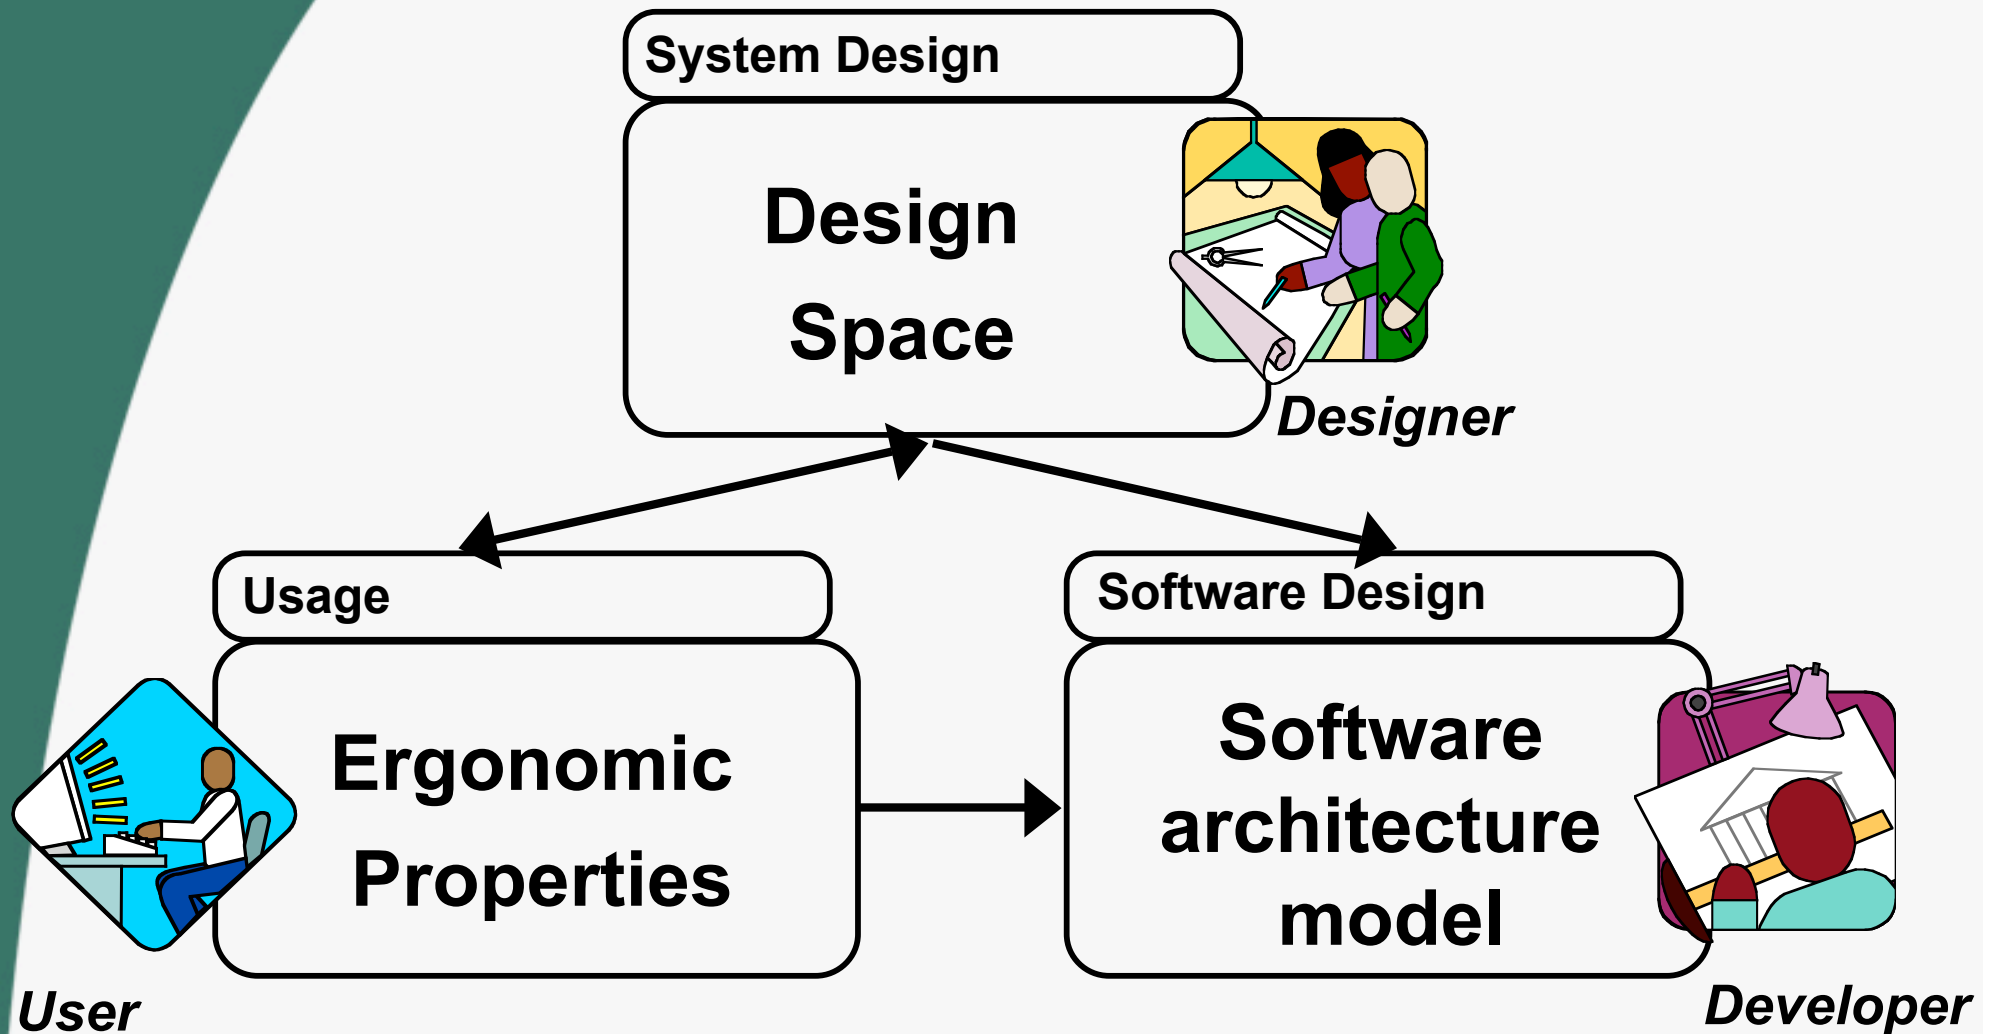 System Design
Design
Space
Designer
Usage
Ergonomic
Properties
User
Software Design
Software
architecture
model
Developer